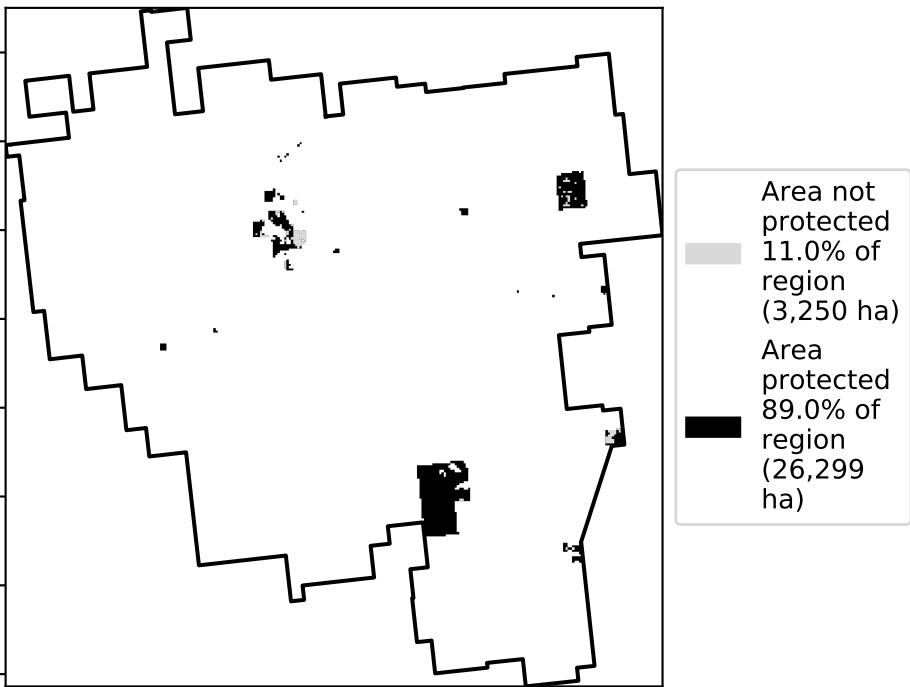 Area not
protected
11.0% of
region
(3,250 ha)
Area
protected
89.0% of
region
(26,299
ha)